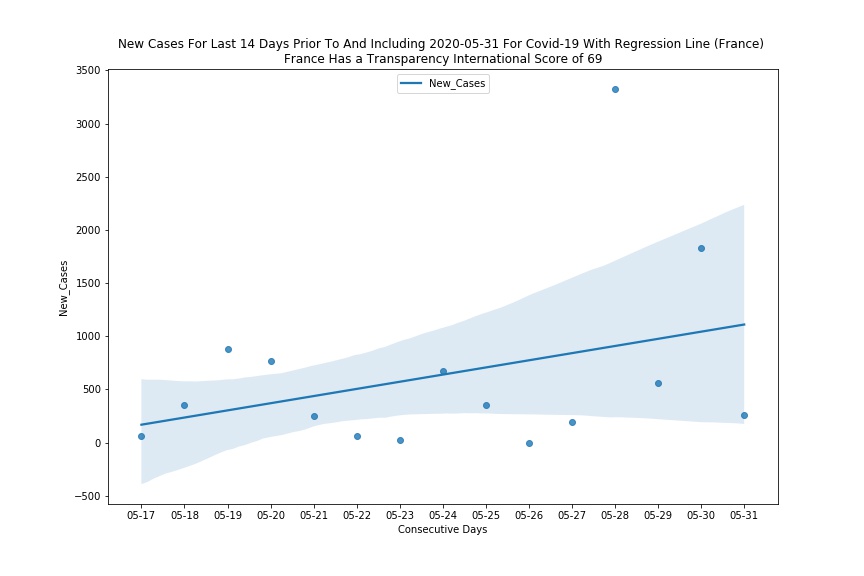 New Cases For Last 14 Days Prior To And Including 2020-05-31 For Covid-19 With Regression Line (France)
France Has a Transparency International Score of 69
New_Cases
3500
3000
2500
2000
1500
1000
500
0
−500
New_Cases
05-17 05-18 05-19 05-20 05-21 05-22 05-23 05-24 05-25 05-26 05-27 05-28 05-29 05-30 05-31
Consecutive Days